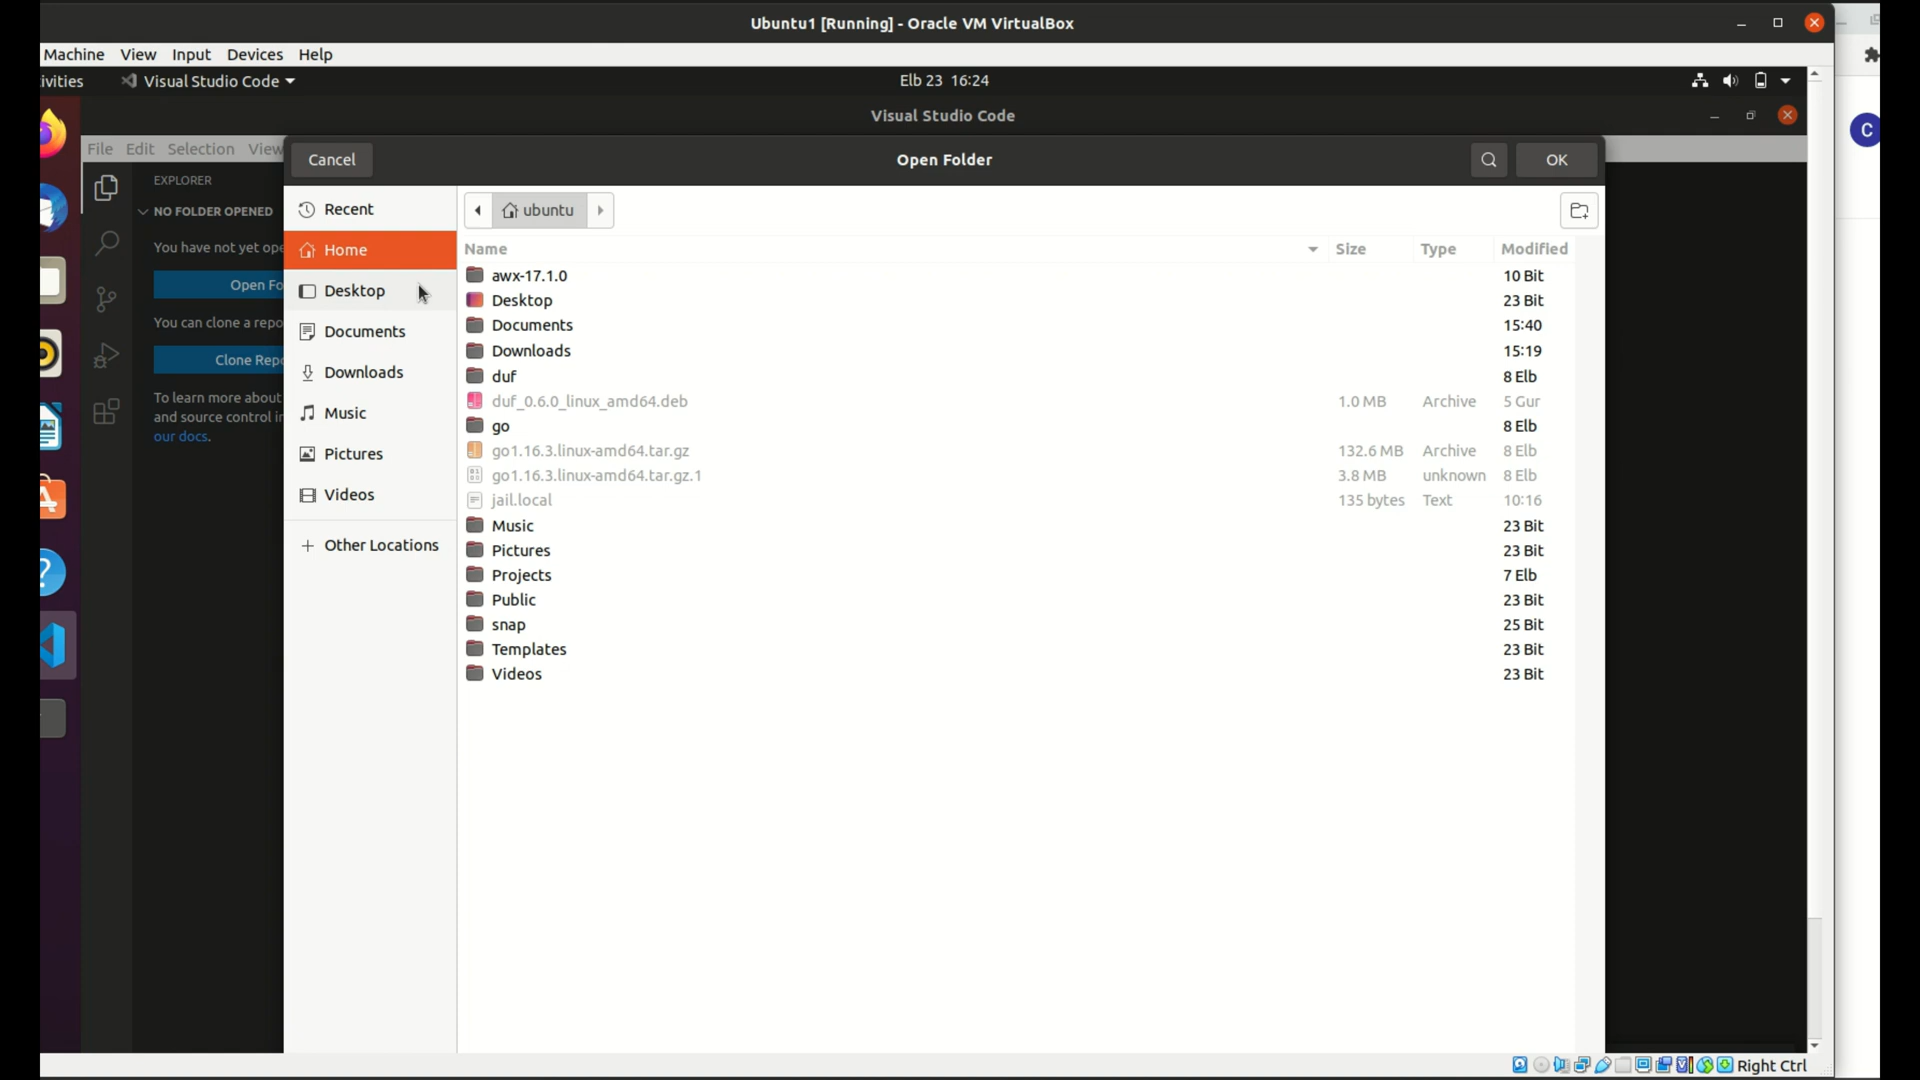 Ubuntu1 [Running] - Oracle VM VirtualBox
Machine View Input Devices Help
ivities Visual Studio Code Elb 23 16:24
Visual Studio Code
File Edit Selection View
Cancel Open Folder OK
EXPLORER
NO FOLDER OPENED
You have not yet ope
Open Fo
You can clone a repo
Clone Repo
To learn more about
and source control in
our docs.
Recent
Home
Desktop
Documents
Downloads
Music
Pictures
Videos
Other Locations
ubuntu
Name Size Type Modified
awx-17.1.0 10 Bit
Desktop 23 Bit
Documents 15:40
Downloads 15:19
duf 8 Elb
duf_0.6.0_linux_amd64.deb 1.0 MB Archive 5 Gur
go 8 Elb
go1.16.3.linux-amd64.tar.gz 132.6 MB Archive 8 Elb
go1.16.3.linux-amd64.tar.gz.1 3.8 MB unknown 8 Elb
jail.local 135 bytes Text 10:16
Music 23 Bit
Pictures 23 Bit
Projects 7 Elb
Public 23 Bit
snap 25 Bit
Templates 23 Bit
Videos 23 Bit
C
Right Ctrl